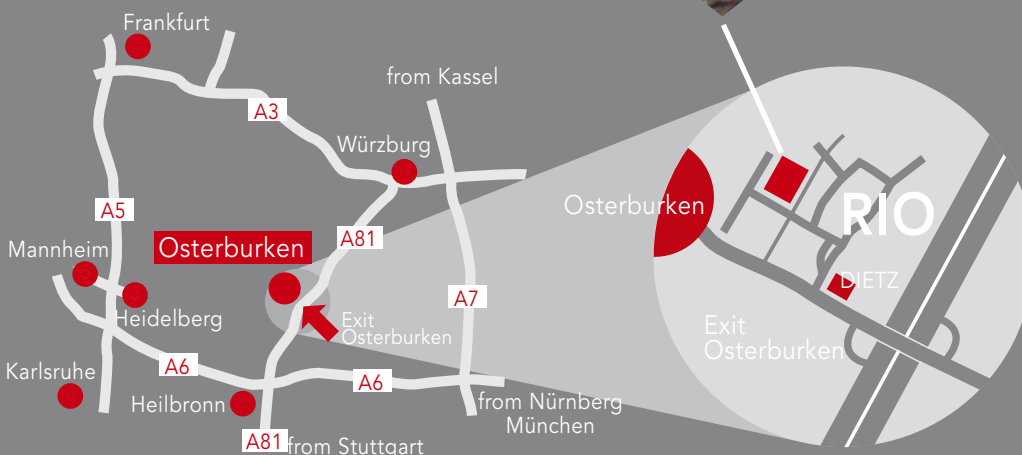 Frankfurt
from Kassel
A3
Würzburg
A5
Osterburken
A81
Mannheim
Osterburken
RIO
A7
DIETZ
Heidelberg
Exit
Osterburken
Exit
Osterburken
Karlsruhe
A6
A6
Heilbronn
from Nürnberg
München
A81
from Stuttgart